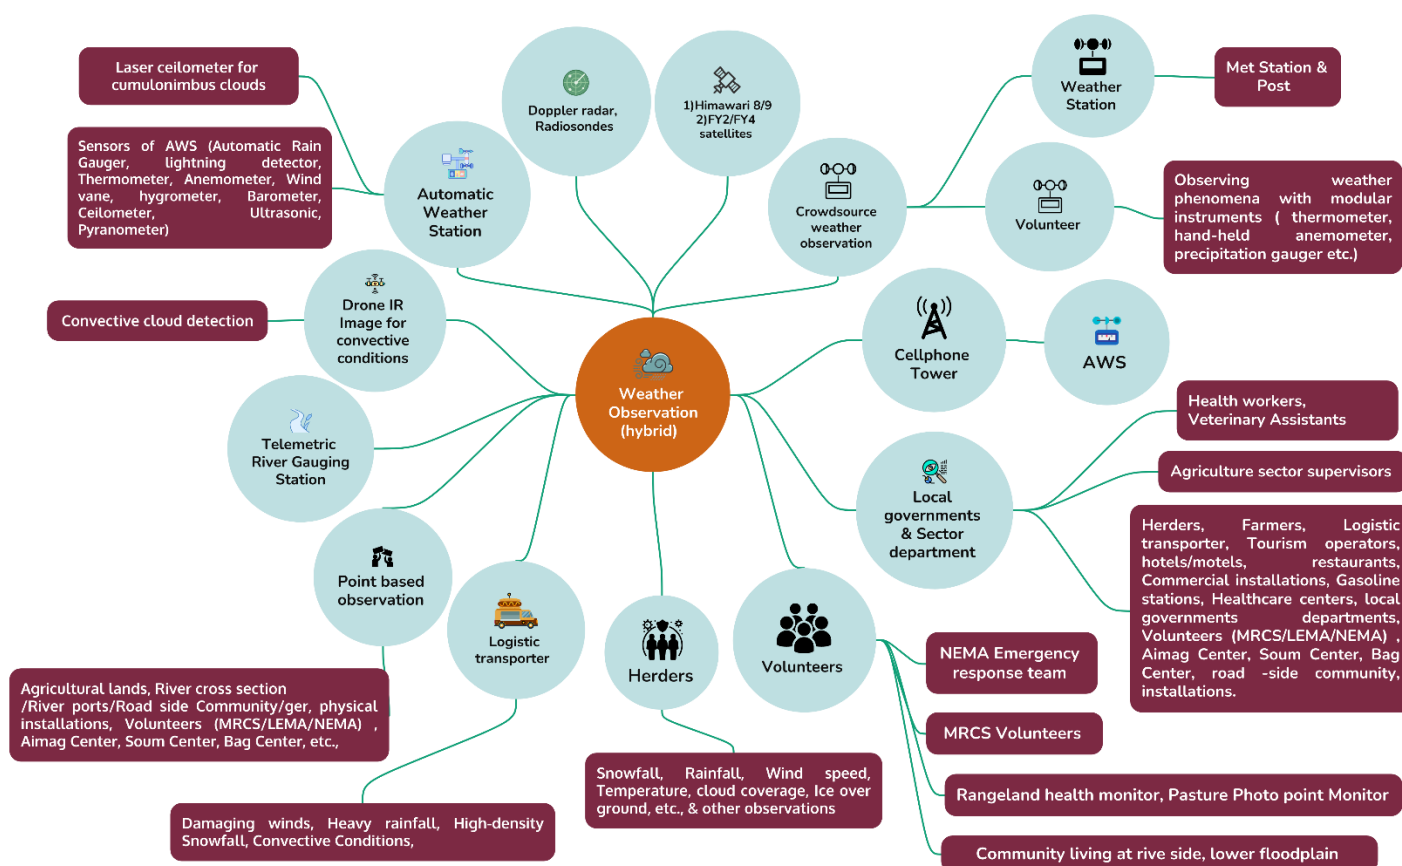 Laser ceilometer for
cumulonimbus clouds
Sensors of AWS (Automatic Rain
Gauger, lightning detector,
Thermometer, Anemometer, Wind
vane, hygrometer, Barometer,
Ceilometer, Ultrasonic,
Pyranometer)
Automatic
Weather
Station
Doppler radar,
Radiosondes
1)Himawari 8/9
2)FY2/FY4
satellites
Crowdsource
weather
observation
Weather
Station
Met Station &
Post
Volunteer
Observing weather
phenomena with modular
instruments ( thermometer,
hand-held anemometer,
precipitation gauger etc.)
Convective cloud detection
Drone IR
Image for
convective
conditions
Weather
Observation
(hybrid)
Cellphone
Tower
AWS
Telemetric
River Gauging
Station
Local
governments
& Sector
department
Health workers,
Veterinary Assistants
Agriculture sector supervisors
Herders, Farmers, Logistic
transporter, Tourism operators,
hotels/motels, restaurants,
Commercial installations, Gasoline
stations, Healthcare centers, local
governments departments,
Volunteers (MRCS/LEMA/NEMA) ,
Aimag Center, Soum Center, Bag
Center, road -side community,
installations.
Point based
observation
Logistic
transporter
Herders
Volunteers
NEMA Emergency
response team
MRCS Volunteers
Rangeland health monitor, Pasture Photo point Monitor
Community living at rive side, lower floodplain
Agricultural lands, River cross section
/River ports/Road side Community/ger, physical
installations, Volunteers (MRCS/LEMA/NEMA) ,
Aimag Center, Soum Center, Bag Center, etc.,
Snowfall, Rainfall, Wind speed,
Temperature, cloud coverage, Ice over
ground, etc., & other observations
Damaging winds, Heavy rainfall, High-density
Snowfall, Convective Conditions,